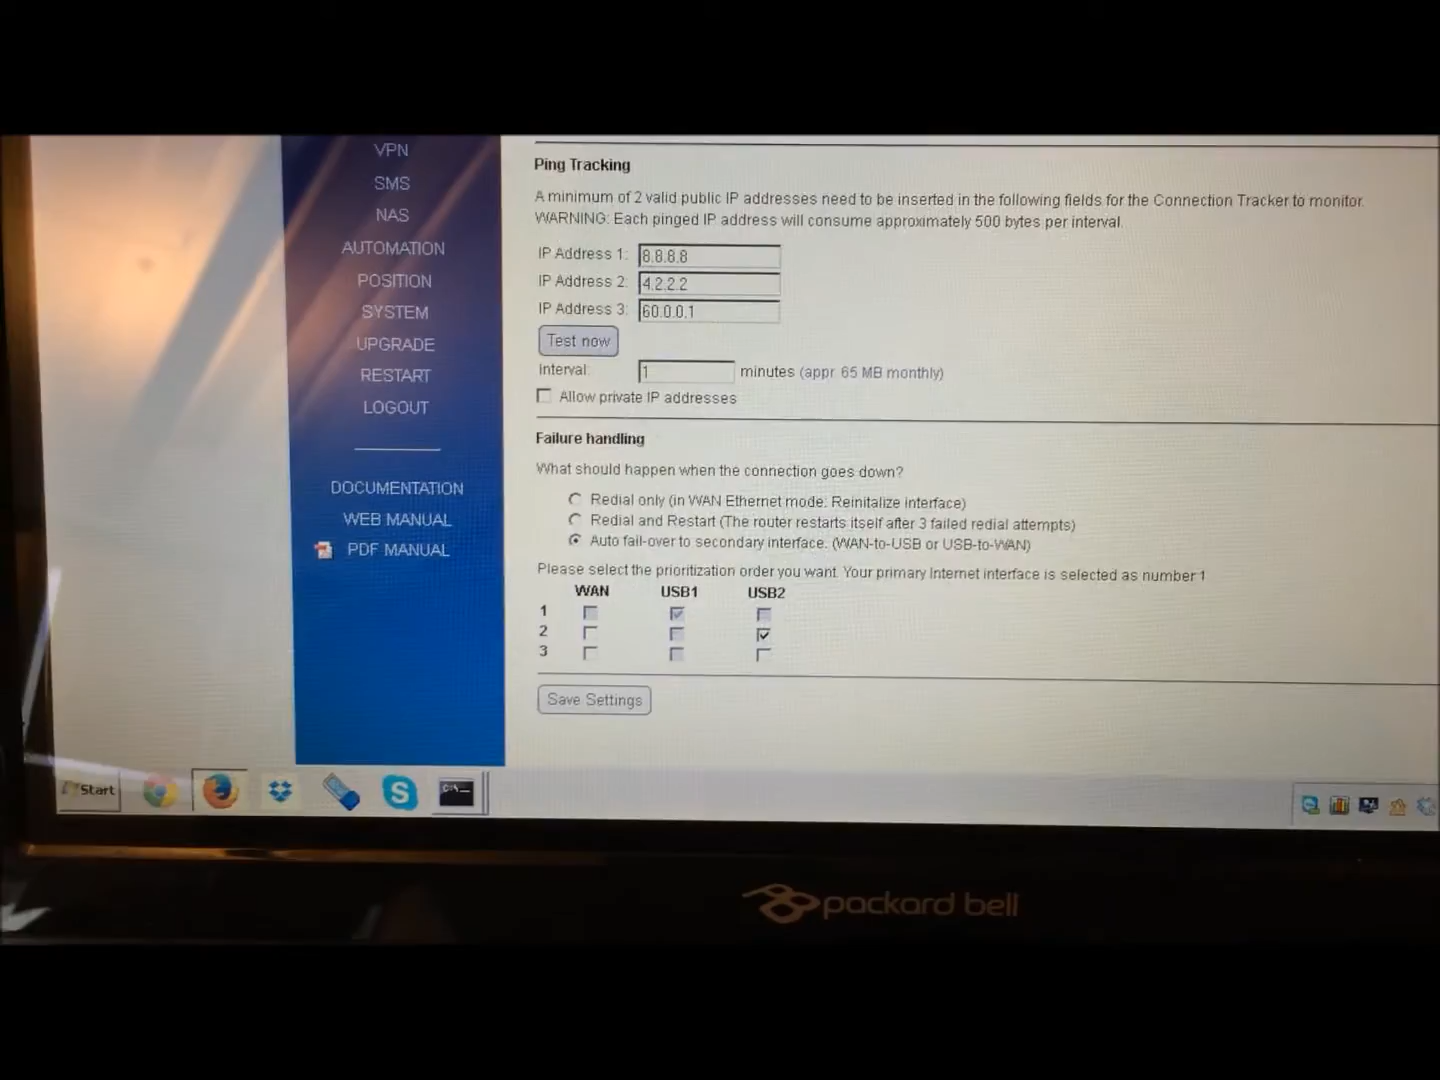 VPN
SMS
NAS
AUTOMATION
POSITION
SYSTEM
UPGRADE
RESTART
LOGOUT
DOCUMENTATION
WEB MANUAL
PDF MANUAL
Ping Tracking
A minimum of 2 valid public IP addresses need to be inserted in the following fields for the Connection Tracker to monitor.
WARNING: Each pinged IP address will consume approximately 500 bytes per interval.
IP Address 1: 8.8.8.8
IP Address 2: 4.2.2.2
IP Address 3: 60.0.0.1
Test now
Interval: 1 minutes (appr. 65 MB monthly)
Allow private IP addresses
Failure handling
What should happen when the connection goes down?
Redial only (in WAN Ethernet mode: Reinitalize interface)
Redial and Restart (The router restarts itself after 3 failed redial attempts)
Auto fail-over to secondary interface. (WAN-to-USB or USB-to-WAN)
Please select the prioritization order you want. Your primary Internet interface is selected as number 1
WAN USB1 USB2
1
2
3
Save Settings
Start
packard bell